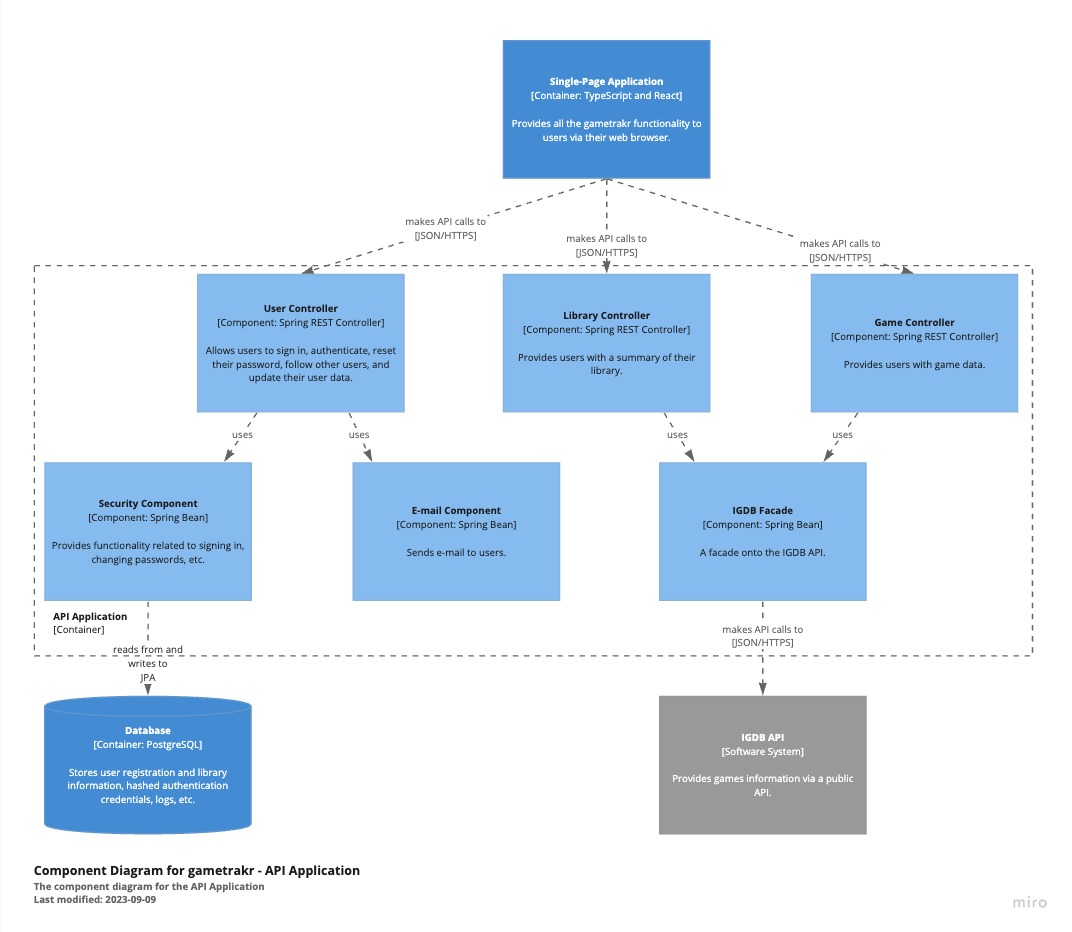 Single-Page Application
[Container: TypeScript and React]
Provides all the gametrakr functionality to
users via their web browser.
makes API calls to
[JSON/HTTPS]
makes API calls to
[JSON/HTTPS]
makes API calls to
[JSON/HTTPS]
User Controller
[Component: Spring REST Controller]
Allows users to sign in, authenticate, reset
their password, follow other users, and
update their user data.
Library Controller
[Component: Spring REST Controller]
Provides users with a summary of their
library.
Game Controller
[Component: Spring REST Controller]
Provides users with game data.
uses
uses
uses
uses
Security Component
[Component: Spring Bean]
Provides functionality related to signing in,
changing passwords, etc.
E-mail Component
[Component: Spring Bean]
Sends e-mail to users.
IGDB Facade
[Component: Spring Bean]
A facade onto the IGDB API.
API Application
[Container]
reads from and
writes to
JPA
makes API calls to
[JSON/HTTPS]
Database
[Container: PostgreSQL]
Stores user registration and library
information, hashed authentication
credentials, logs, etc.
IGDB API
[Software System]
Provides games information via a public
API.
Component Diagram for gametrakr - API Application
The component diagram for the API Application
Last modified: 2023-09-09
miro